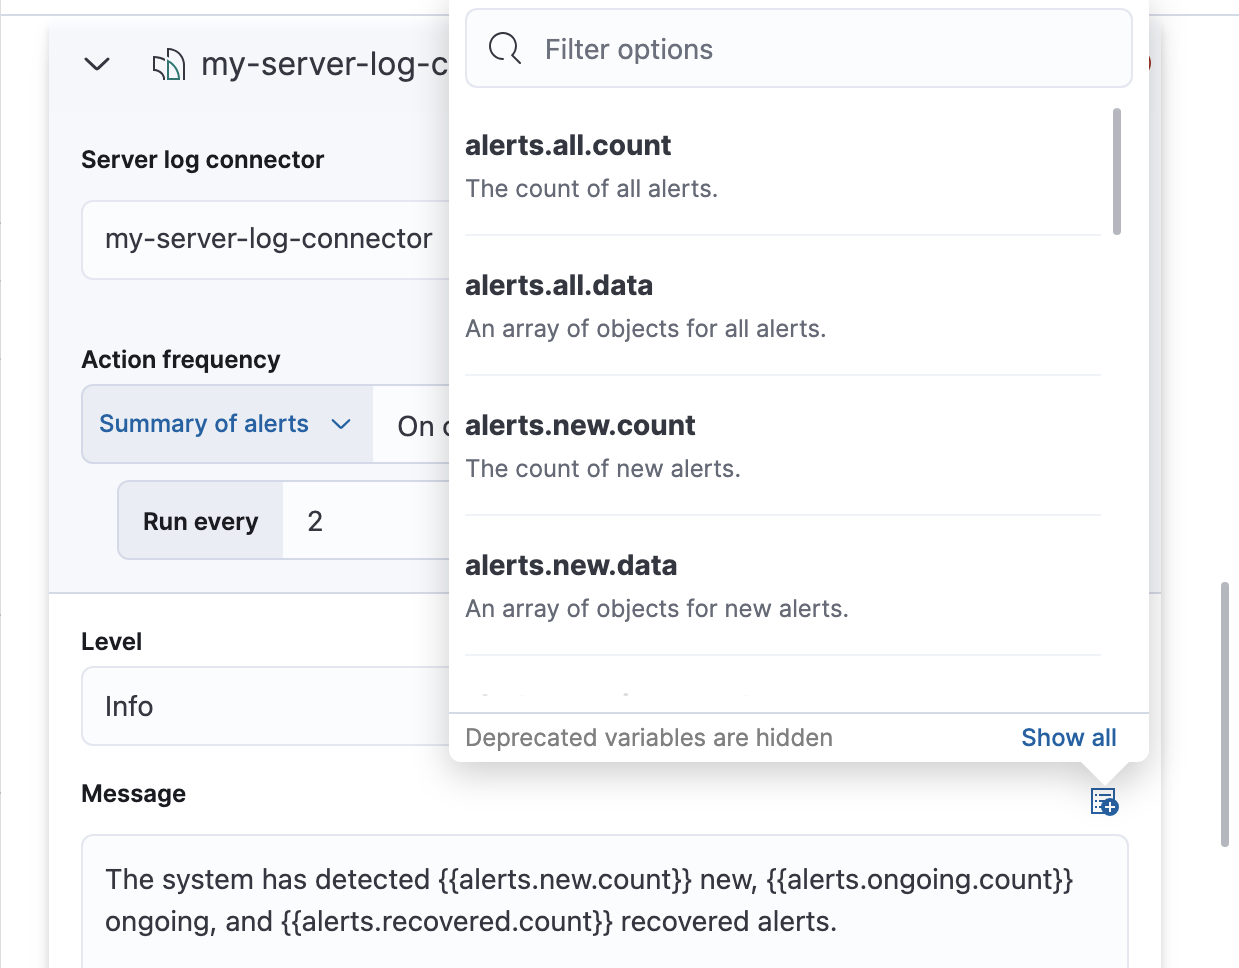 Filter options
my-server-log-c
alerts.all.count
The count of all alerts.
Server log connector
my-server-log-connector
alerts.all.data
An array of objects for all alerts.
Action frequency
Summary of alerts
On
alerts.new.count
The count of new alerts.
Run every
2
alerts.new.data
An array of objects for new alerts.
Level
Info
Deprecated variables are hidden
Show all
Message
The system has detected {{alerts.new.count}} new, {{alerts.ongoing.count}}
ongoing, and {{alerts.recovered.count}} recovered alerts.